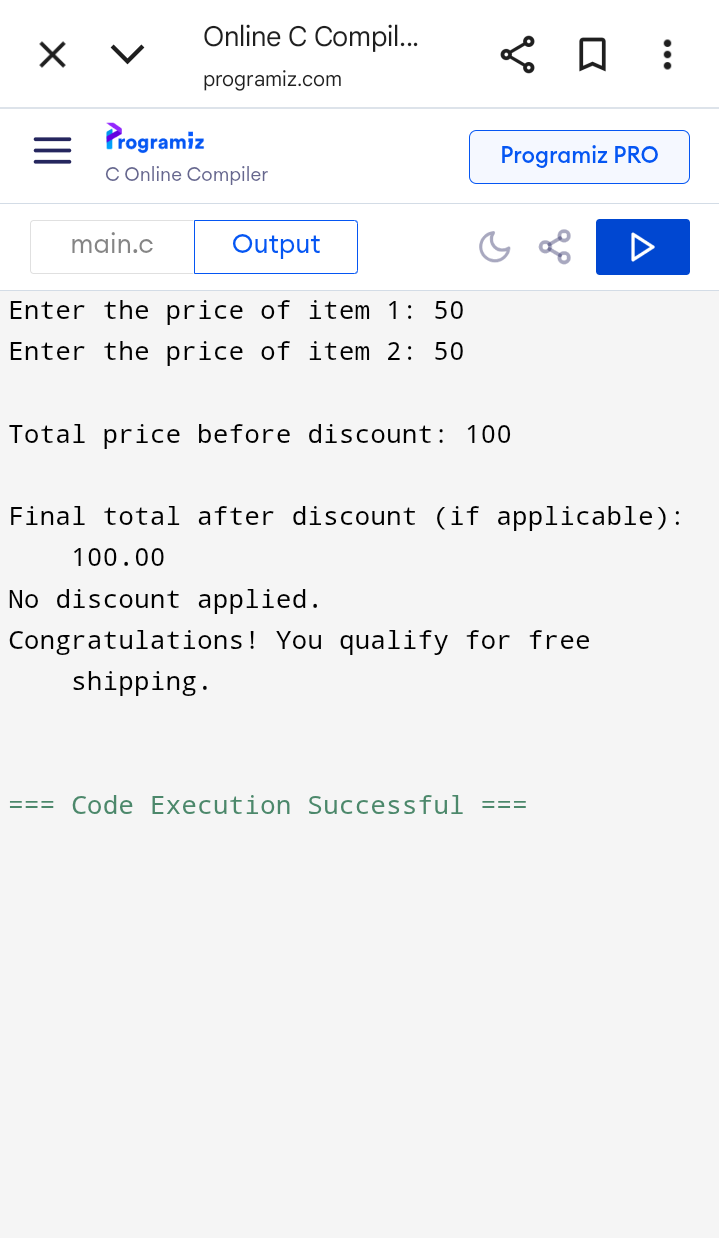 Online C Compil...
programiz.com
Programiz
C Online Compiler
Programiz PRO
main.c
Output
Enter the price of item 1: 50
Enter the price of item 2: 50
Total price before discount: 100
Final total after discount (if applicable):
100.00
No discount applied.
Congratulations! You qualify for free
shipping.
=== Code Execution Successful ===